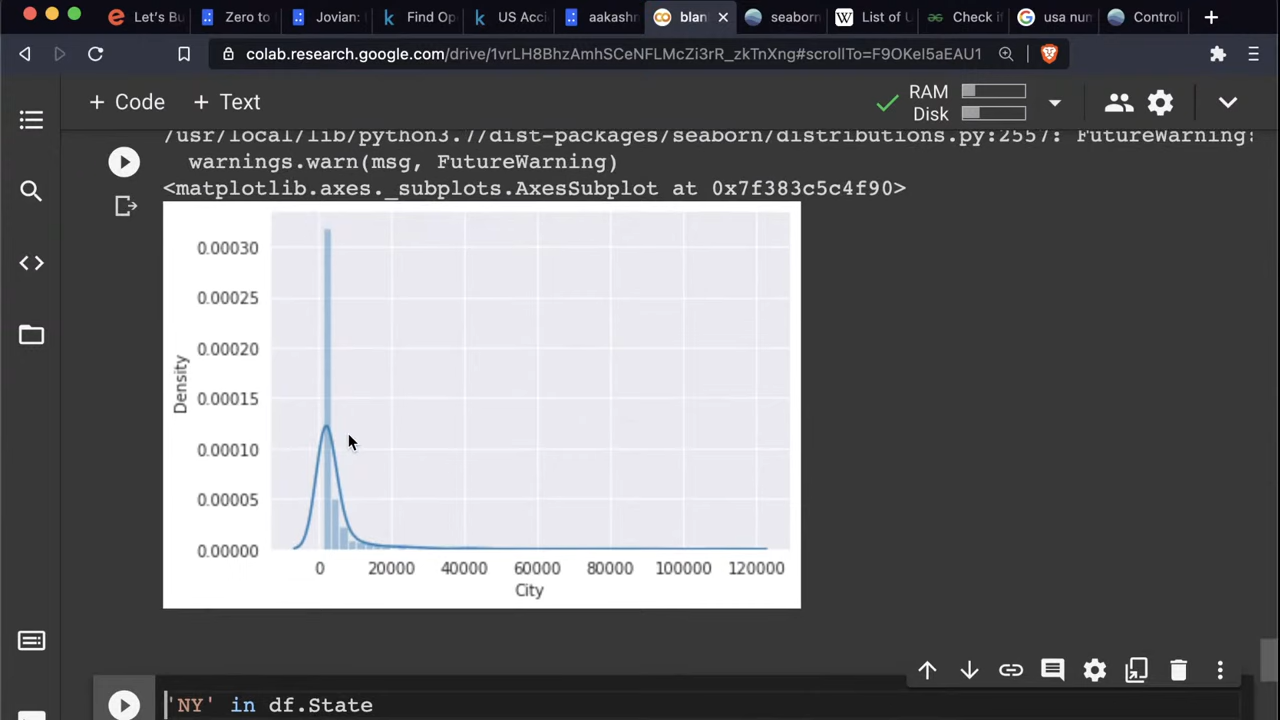 Let's Bu
Zero to
Jovian:
Find Op
US Acci
aakash
blan
seaborn
List of U
Check if
usa num
Control
colab.research.google.com/drive/1vrLH8BhzAmhSCeNFLMcZi3rR_zkTnXng#scrollTo=F9OKel5aEAU1
+ Code + Text
RAM
Disk
/usr/local/lib/python3.7/dist-packages/seaborn/distributions.py:2557: FutureWarning:
warnings.warn(msg, FutureWarning)
<matplotlib.axes._subplots.AxesSubplot at 0x7f383c5c4f90>
0.00030
0.00025
0.00020
0.00015
0.00010
0.00005
0.00000
Density
0 20000 40000 60000 80000 100000 120000
City
'NY' in df.State